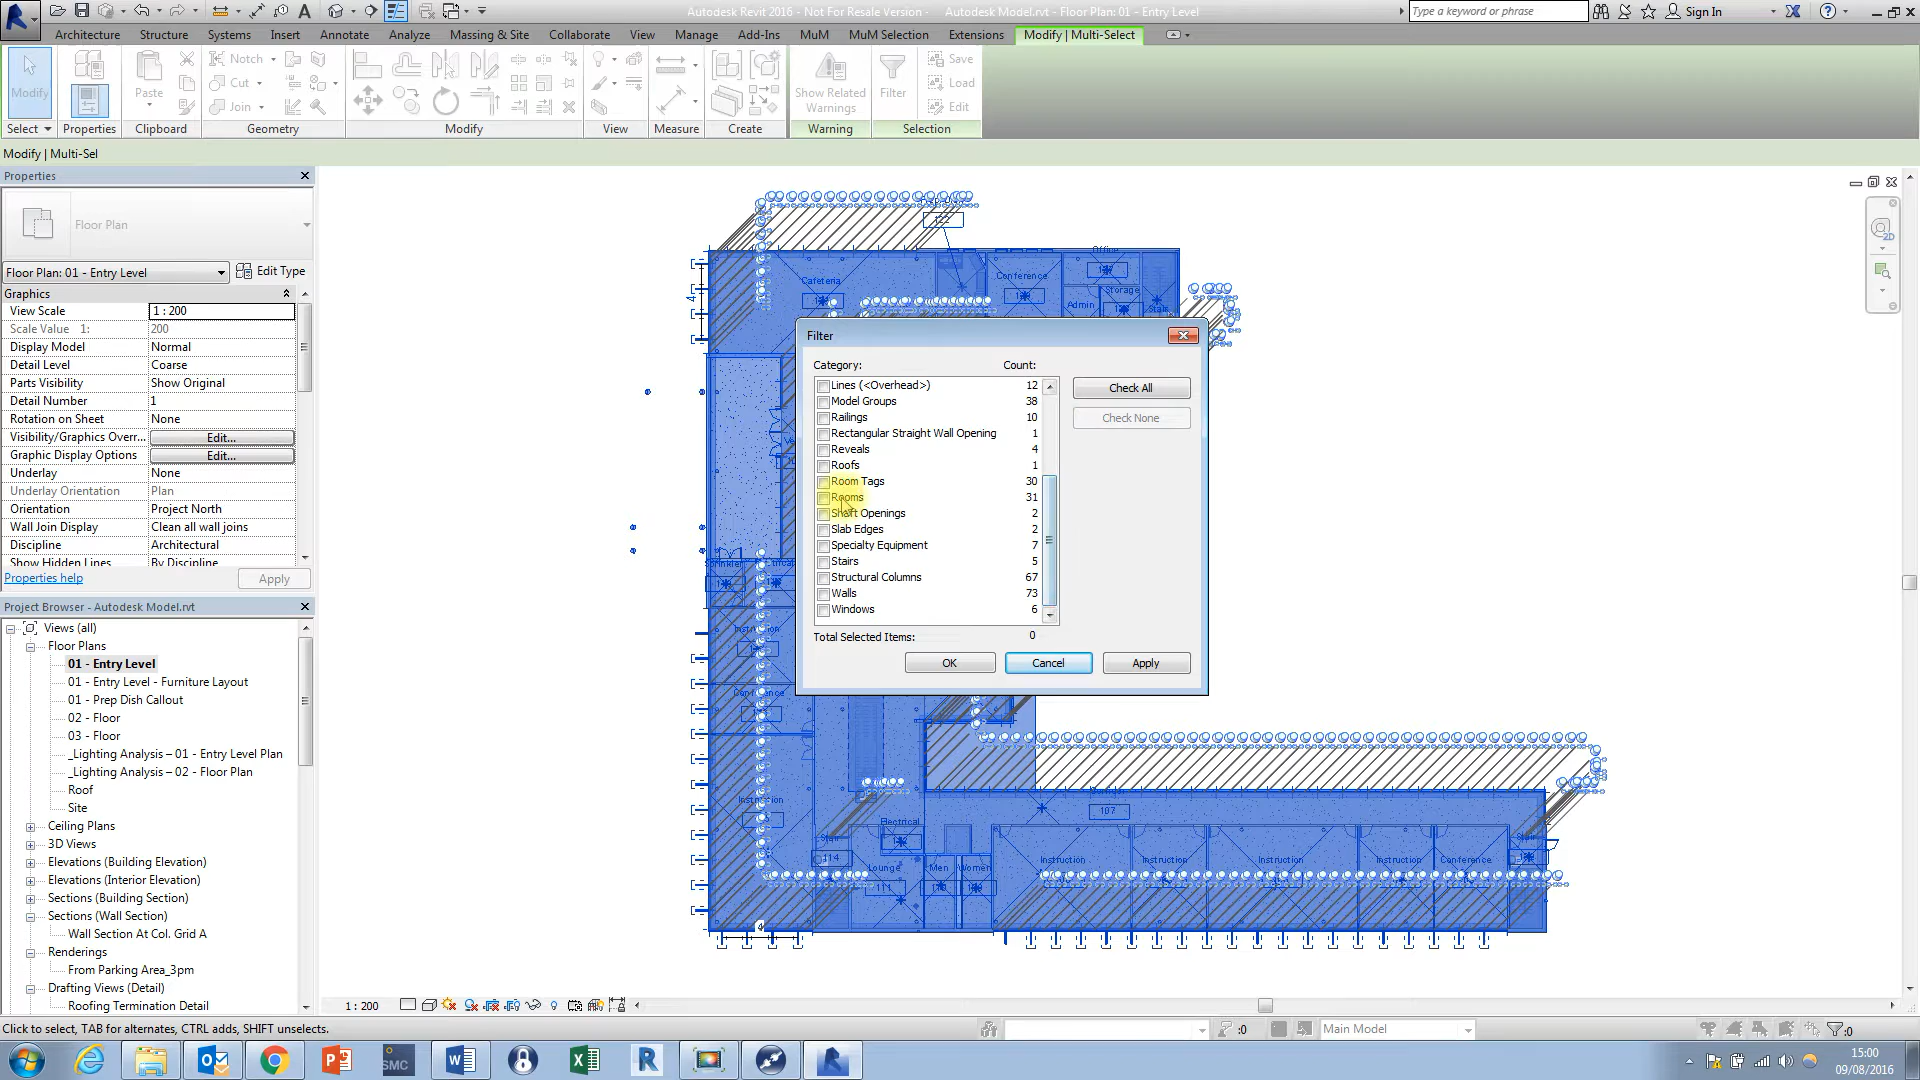 Autodesk Revit 2016 - Not For Resale Version - Autodesk Model.rvt - Floor Plan: 01 - Entry Level
Type a keyword or phrase
Sign In
Architecture Structure Systems Insert Annotate Analyze Massing & Site Collaborate View Manage Add-Ins MuM MuM Selection Extensions Modify | Multi-Select
Modify
Paste
Notch
Cut
Join
Show Related Warnings
Filter
Save
Load
Edit
Select Properties Clipboard Geometry Modify View Measure Create Warning Selection
Modify | Multi-Sel
Properties
Floor Plan
Floor Plan: 01 - Entry Level Edit Type
Graphics
View Scale 1 : 200
Scale Value 1: 200
Display Model Normal
Detail Level Coarse
Parts Visibility Show Original
Detail Number 1
Rotation on Sheet None
Visibility/Graphics Overr... Edit...
Graphic Display Options Edit...
Underlay None
Underlay Orientation Plan
Orientation Project North
Wall Join Display Clean all wall joins
Discipline Architectural
Show Hidden Lines By Discipline
Properties help Apply
Project Browser - Autodesk Model.rvt
Views (all)
Floor Plans
01 - Entry Level
01 - Entry Level - Furniture Layout
01 - Prep Dish Callout
02 - Floor
03 - Floor
_Lighting Analysis – 01 - Entry Level Plan
_Lighting Analysis – 02 - Floor Plan
Roof
Site
Ceiling Plans
3D Views
Elevations (Building Elevation)
Elevations (Interior Elevation)
Sections (Building Section)
Sections (Wall Section)
Wall Section At Col. Grid A
Renderings
From Parking Area_3pm
Drafting Views (Detail)
Roofing Termination Detail
122
Cafeteria
Conference
Office
Storage
Admin
Stair
Filter
Category: Count:
Lines (<Overhead>) 12
Model Groups 38
Railings 10
Rectangular Straight Wall Opening 1
Reveals 4
Roofs 1
Room Tags 30
Rooms 31
Shaft Openings 2
Slab Edges 2
Specialty Equipment 7
Stairs 5
Structural Columns 67
Walls 73
Windows 6
Check All
Check None
Total Selected Items: 0
OK Cancel Apply
Electrical
107
114
Lounge
111
Men
Women
Instruction
Instruction
Instruction
Instruction
Conference
Stair
4
1 : 200
Click to select, TAB for alternates, CTRL adds, SHIFT unselects.
:0
Main Model
:0
SMC
15:00
09/08/2016